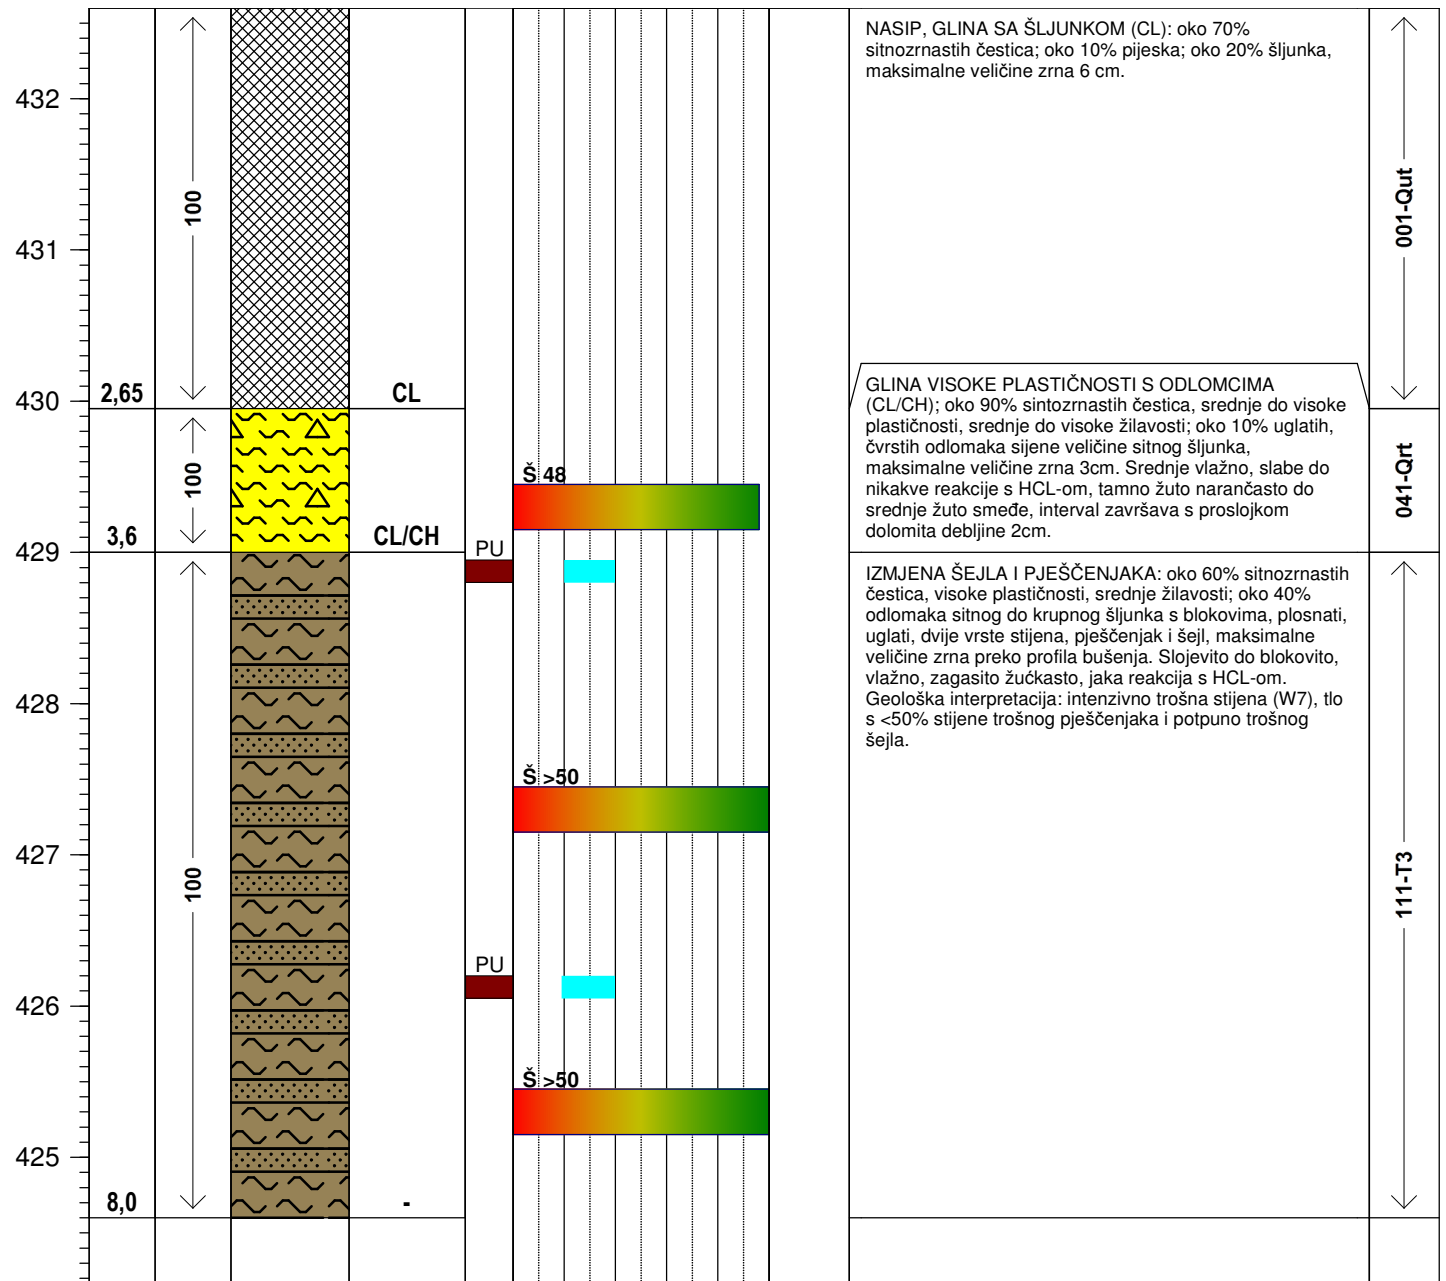 NASIP, GLINA SA ŠLJUNKOM (CL): oko 70%
sitnozrnastih čestica; oko 10% pijeska; oko 20% šljunka,
maksimalne veličine zrna 6 cm.
432
100
001-Qut
431
2,65
CL
430
GLINA VISOKE PLASTIČNOSTI S ODLOMCIMA
(CL/CH); oko 90% sintozrnastih čestica, srednje do visoke
plastičnosti, srednje do visoke žilavosti; oko 10% uglatih,
čvrstih odlomaka sijene veličine sitnog šljunka,
maksimalne veličine zrna 3cm. Srednje vlažno, slabe do
nikakve reakcije s HCL-om, tamno žuto narančasto do
srednje žuto smeđe, interval završava s proslojkom
dolomita debljine 2cm.
100
Š 48
041-Qrt
3,6
CL/CH
429
PU
IZMJENA ŠEJLA I PJEŠČENJAKA: oko 60% sitnozrnastih
čestica, visoke plastičnosti, srednje žilavosti; oko 40%
odlomaka sitnog do krupnog šljunka s blokovima, plosnati,
uglati, dvije vrste stijena, pješčenjak i šejl, maksimalne
veličine zrna preko profila bušenja. Slojevito do blokovito,
vlažno, zagasito žućkasto, jaka reakcija s HCL-om.
Geološka interpretacija: intenzivno trošna stijena (W7), tlo
s <50% stijene trošnog pješčenjaka i potpuno trošnog
šejla.
428
Š >50
427
100
111-T3
PU
426
Š >50
425
8,0
-